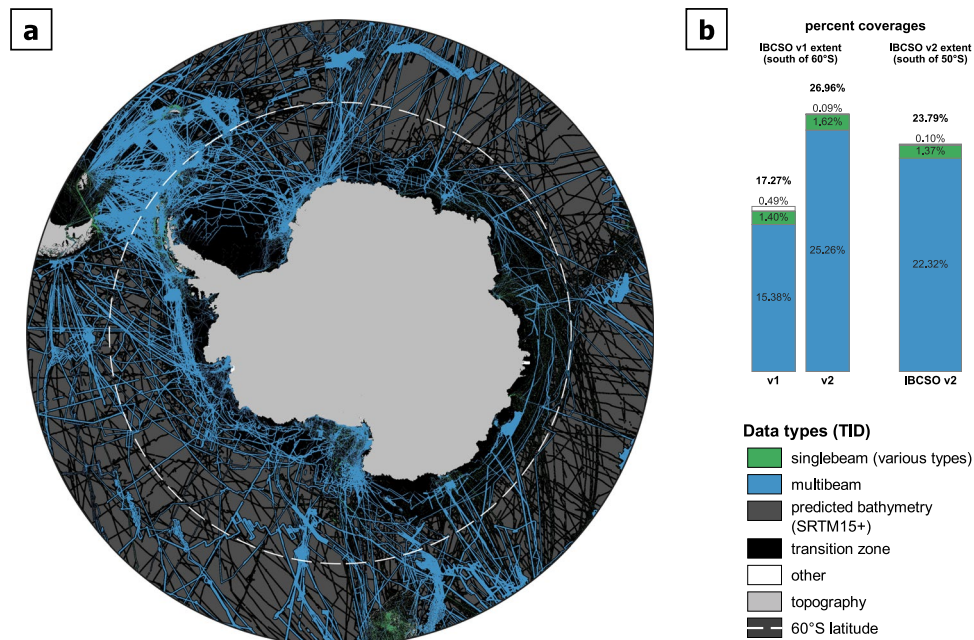 a
b
percent coverages
IBCSO v1 extent
(south of 60°S)
IBCSO v2 extent
(south of 50°S)
26.96%
0.09%
1.62%
23.79%
0.10%
1.37%
17.27%
0.49%
1.40%
25.26%
22.32%
15.38%
v1
v2
IBCSO v2
Data types (TID)
singlebeam (various types)
multibeam
predicted bathymetry
(SRTM15+)
transition zone
other
topography
60°S latitude